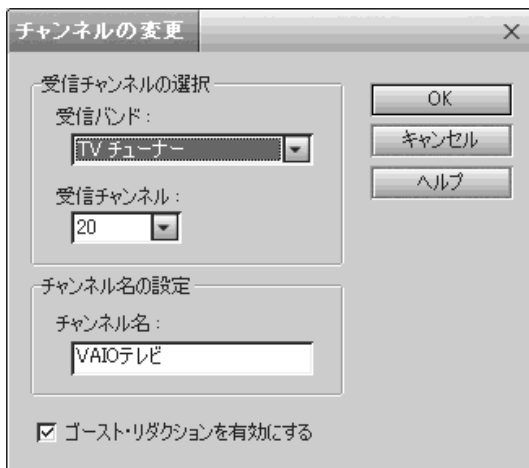 チャンネルの変更
受信チャンネルの選択
受信バンド：
TV チューナー
受信チャンネル：
20
チャンネル名の設定
チャンネル名：
VAIOテレビ
ゴースト・リダクションを有効にする
OK
キャンセル
ヘルプ